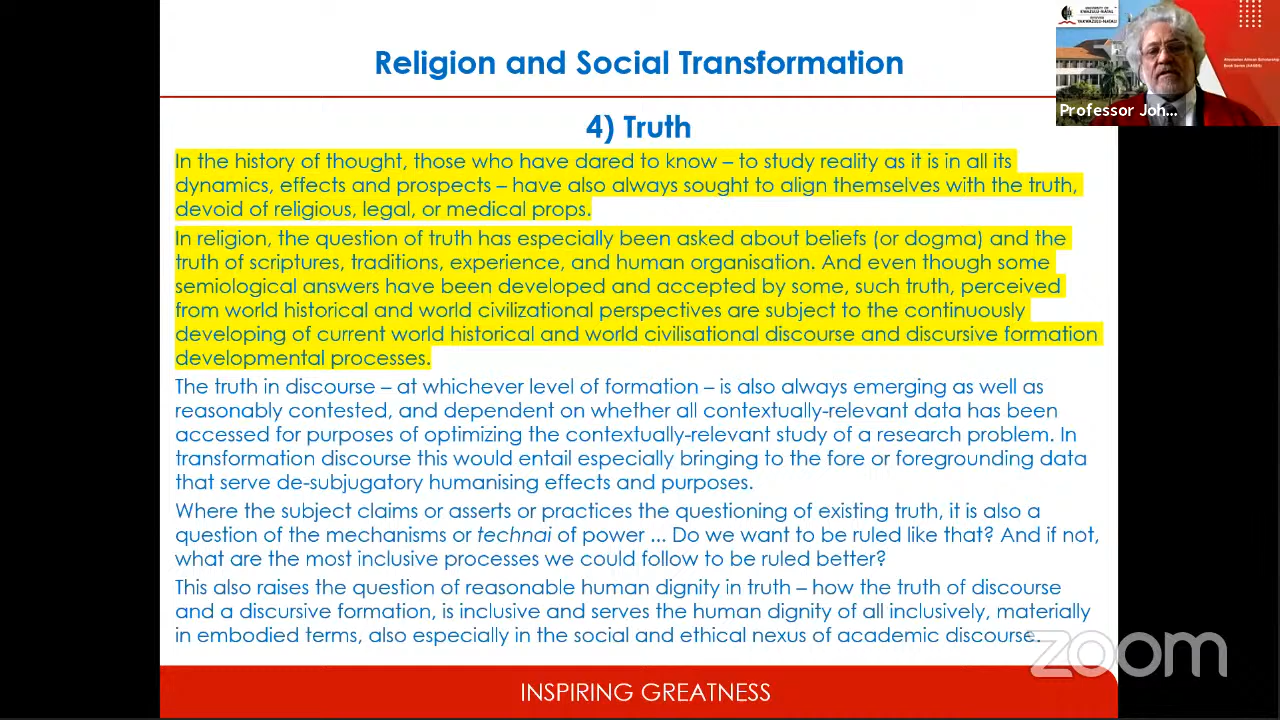 Religion and Social Transformation
UNIVERSITY OF
KWAZULU-NATAL
INYUVESI
YAKWAZULU-NATALI
Professor Joh...
4) Truth
In the history of thought, those who have dared to know – to study reality as it is in all its
dynamics, effects and prospects – have also always sought to align themselves with the truth,
devoid of religious, legal, or medical props.
In religion, the question of truth has especially been asked about beliefs (or dogma) and the
truth of scriptures, traditions, experience, and human organisation. And even though some
semiological answers have been developed and accepted by some, such truth, perceived
from world historical and world civilizational perspectives are subject to the continuously
developing of current world historical and world civilisational discourse and discursive formation
developmental processes.
The truth in discourse – at whichever level of formation – is also always emerging as well as
reasonably contested, and dependent on whether all contextually-relevant data has been
accessed for purposes of optimizing the contextually-relevant study of a research problem. In
transformation discourse this would entail especially bringing to the fore or foregrounding data
that serve de-subjugatory humanising effects and purposes.
Where the subject claims or asserts or practices the questioning of existing truth, it is also a
question of the mechanisms or technai of power ... Do we want to be ruled like that? And if not,
what are the most inclusive processes we could follow to be ruled better?
This also raises the question of reasonable human dignity in truth – how the truth of discourse
and a discursive formation, is inclusive and serves the human dignity of all inclusively, materially
in embodied terms, also especially in the social and ethical nexus of academic discourse.
zoom
INSPIRING GREATNESS